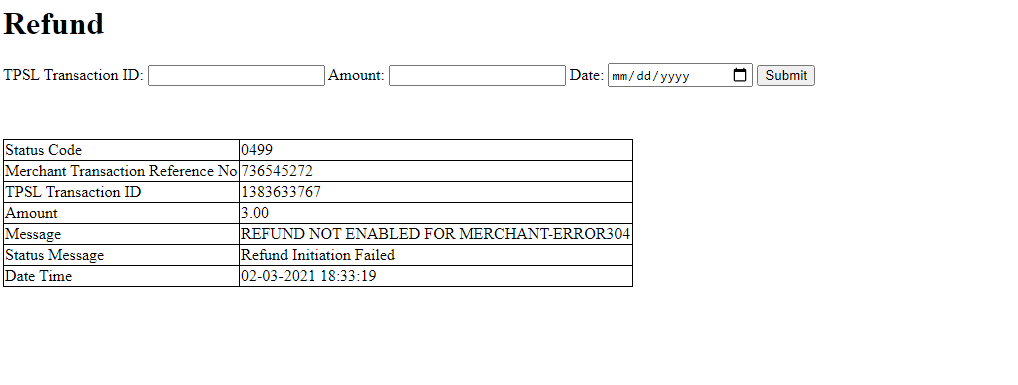 Refund
TPSL Transaction ID: Amount: Date: mm/dd/yyyy Submit
Status Code 0499
Merchant Transaction Reference No 736545272
TPSL Transaction ID 1383633767
Amount 3.00
Message REFUND NOT ENABLED FOR MERCHANT-ERROR304
Status Message Refund Initiation Failed
Date Time 02-03-2021 18:33:19